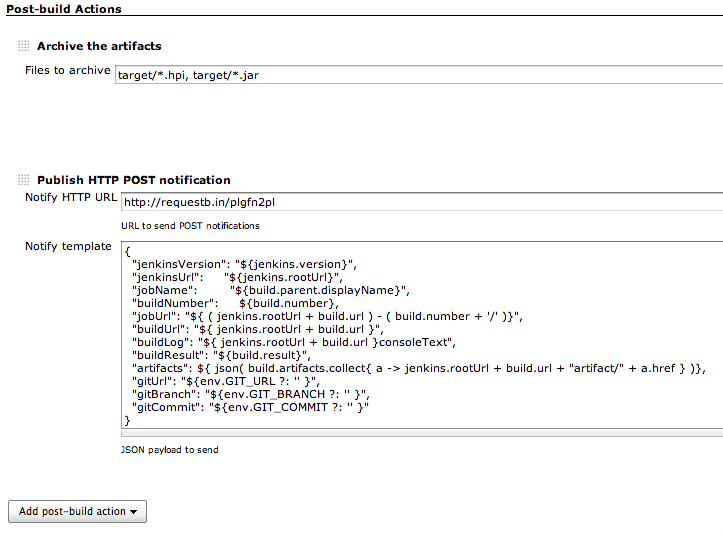 Post-build Actions
Archive the artifacts
Files to archive target/*.hpi, target/*.jar
Publish HTTP POST notification
Notify HTTP URL http://requestb.in/plgfn2pl
URL to send POST notifications
Notify template {
"jenkinsVersion": "${jenkins.version}",
"jenkinsUrl": "${jenkins.rootUrl}",
"jobName": "${build.parent.displayName}",
"buildNumber": ${build.number},
"jobUrl": "${ ( jenkins.rootUrl + build.url ) - ( build.number + '/' )}",
"buildUrl": "${ jenkins.rootUrl + build.url }",
"buildLog": "${ jenkins.rootUrl + build.url }consoleText",
"buildResult": "${build.result}",
"artifacts": ${ json( build.artifacts.collect{ a -> jenkins.rootUrl + build.url + "artifact/" + a.href } )},
"gitUrl": "${env.GIT_URL ?: '' }",
"gitBranch": "${env.GIT_BRANCH ?: '' }",
"gitCommit": "${env.GIT_COMMIT ?: '' }"
}
JSON payload to send
Add post-build action